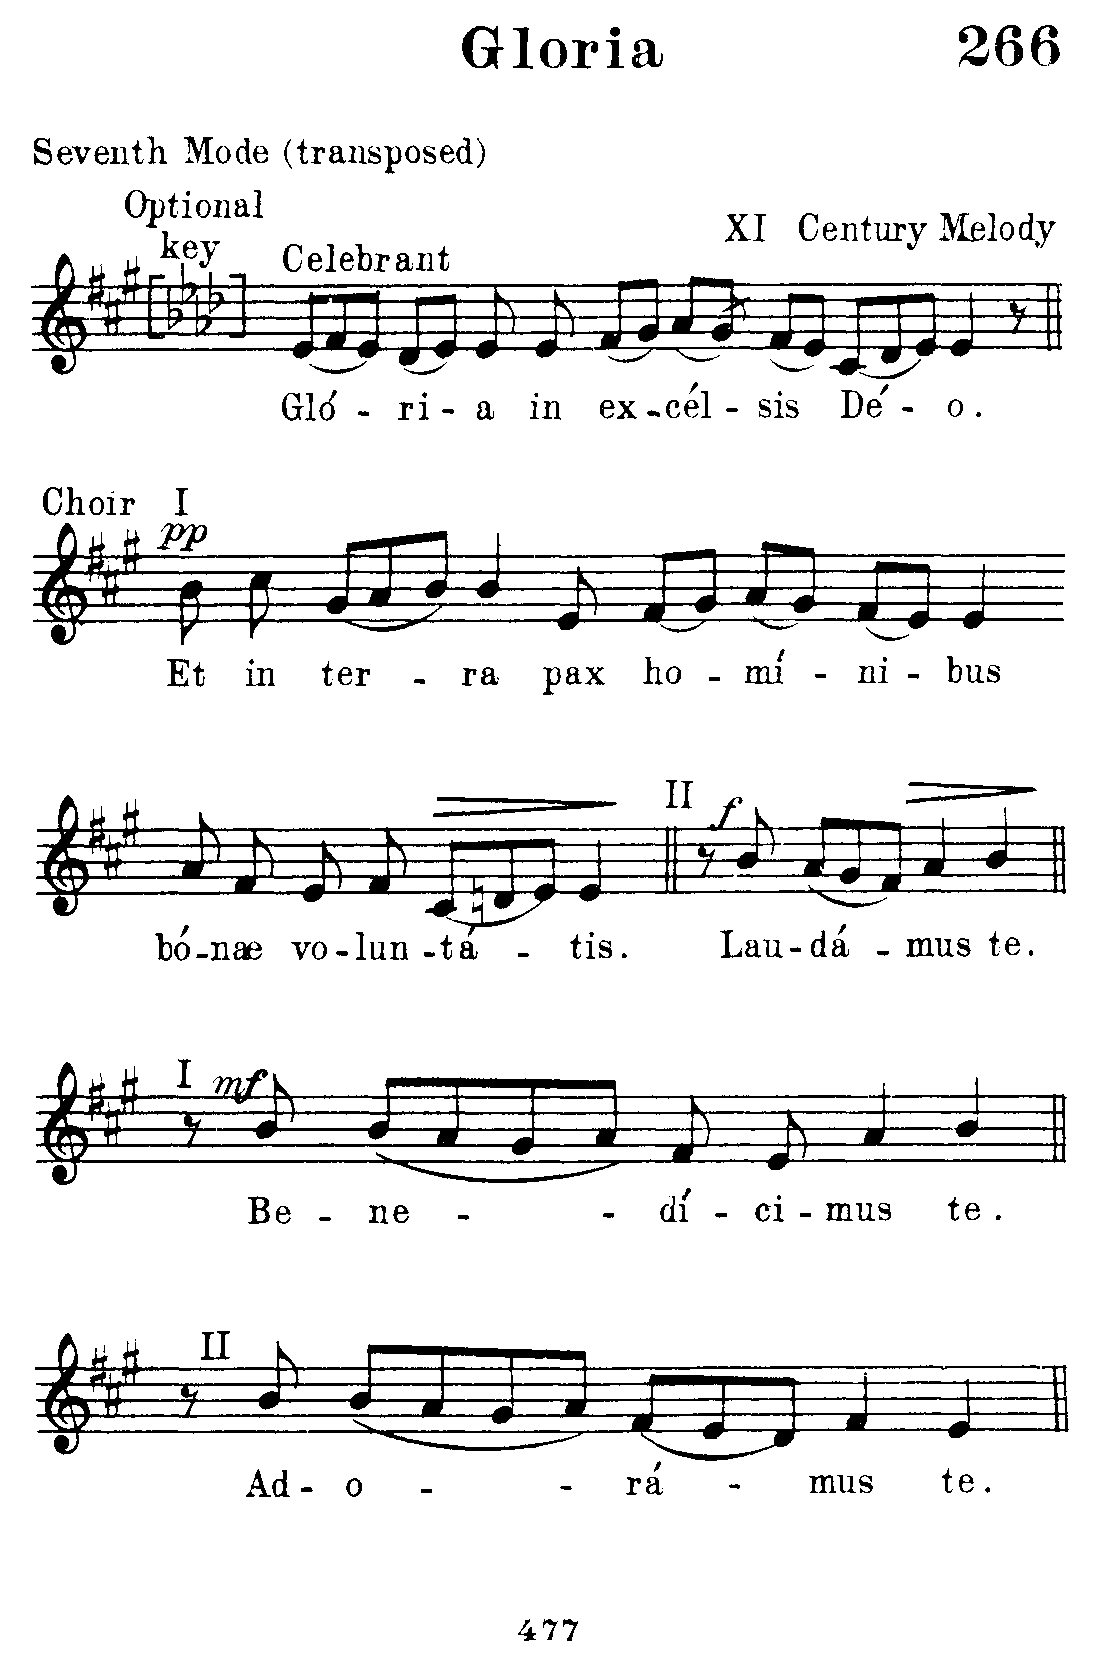 Gloria 266
Seventh Mode (transposed)
Optional
key
XI Century Melody
Celebrant
Gló - ri - a in ex - cél - sis Dé - o.
Choir I
pp
Et in ter - ra pax ho - mí - ni - bus
II
f
bó - næ vo - lun - tá - tis. Lau - dá - mus te.
I mf
Be - ne - - dí - ci - mus te.
II
Ad - o - - rá - mus te.
477